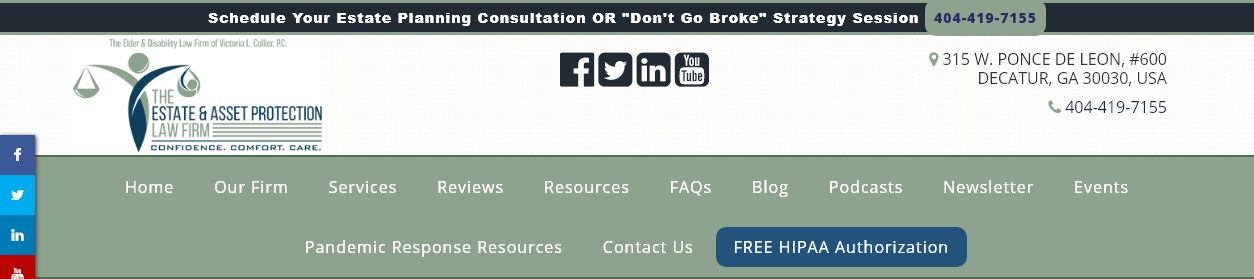 Schedule Your Estate Planning Consultation OR "Don't Go Broke" Strategy Session 404-419-7155
The Elder & Disability Law Firm of Victoria L. Collier, P.C.
THE
ESTATE & ASSET PROTECTION
LAW FIRM
CONFIDENCE. COMFORT. CARE.
You
Tube
315 W. PONCE DE LEON, #600
DECATUR, GA 30030, USA
404-419-7155
Home Our Firm Services Reviews Resources FAQs Blog Podcasts Newsletter Events
Pandemic Response Resources Contact Us FREE HIPAA Authorization
You